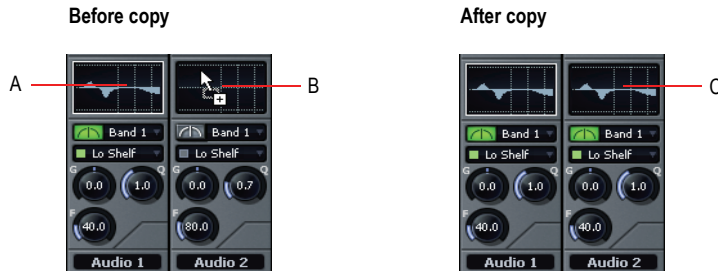 Before copy
After copy
A
B
C
Band 1
Band 1
Band 1
Band 1
Lo Shelf
Lo Shelf
Lo Shelf
Lo Shelf
G
Q
G
Q
G
Q
G
Q
0.0
1.0
0.0
0.7
0.0
1.0
0.0
1.0
F
F
F
F
40.0
80.0
40.0
40.0
Audio 1
Audio 2
Audio 1
Audio 2